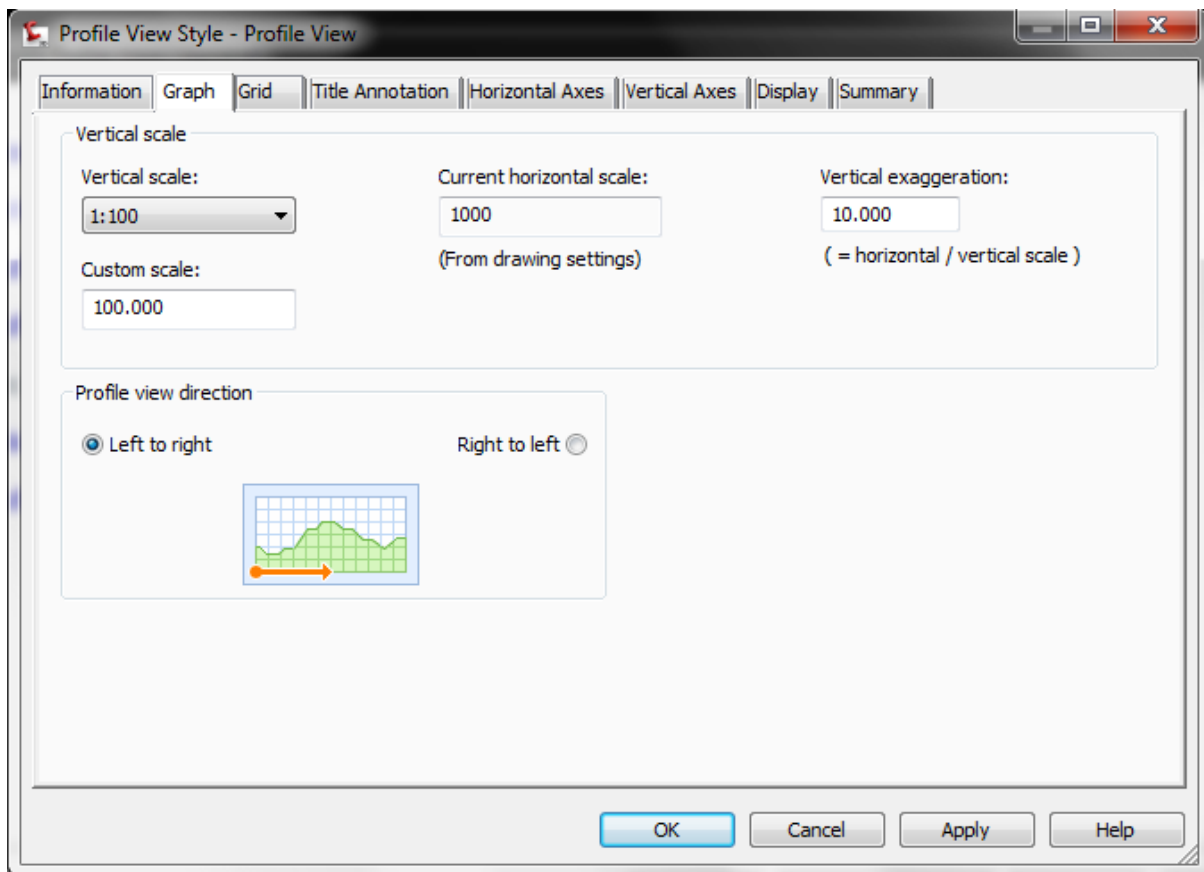 Profile View Style - Profile View
Information Graph Grid Title Annotation Horizontal Axes Vertical Axes Display Summary
Vertical scale
Vertical scale: Current horizontal scale: Vertical exaggeration:
1:100 1000 10.000
(From drawing settings) ( = horizontal / vertical scale )
Custom scale:
100.000
Profile view direction
Left to right Right to left
OK Cancel Apply Help